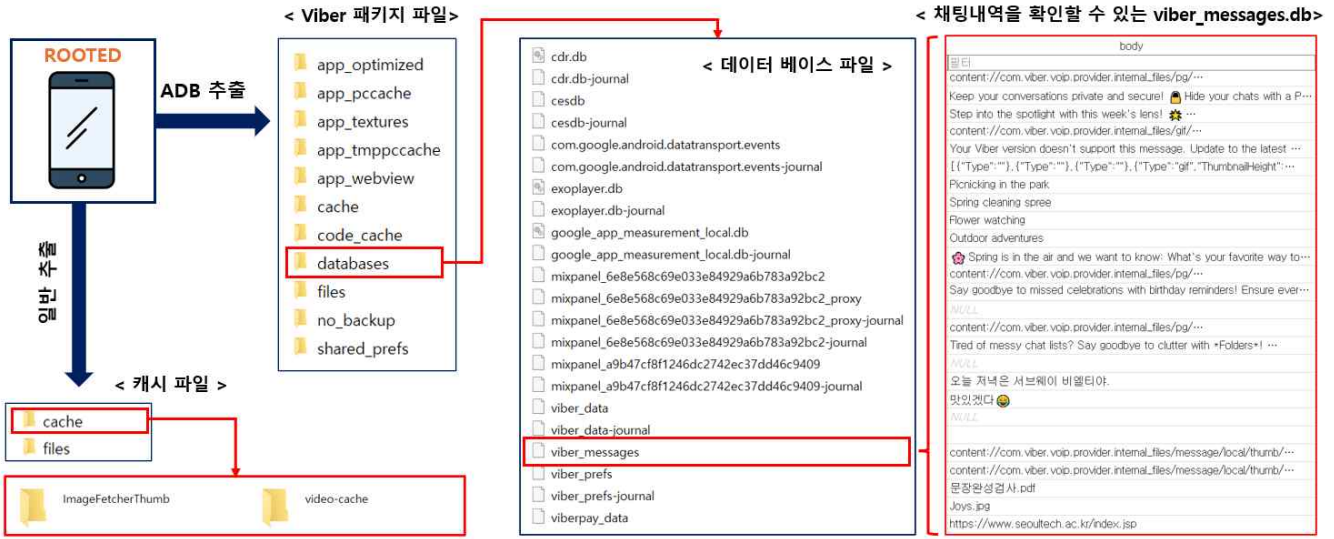 < Viber 패키지 파일>
< 채팅내역을 확인할 수 있는 viber_messages.db>
ROOTED
ADB 추출
일반 추출
app_optimized
app_pccache
app_textures
app_tmppccache
app_webview
cache
code_cache
databases
files
no_backup
shared_prefs
< 캐시 파일 >
cache
files
ImageFetcherThumb
video-cache
< 데이터 베이스 파일 >
cdr.db
cdr.db-journal
cesdb
cesdb-journal
com.google.android.datatransport.events
com.google.android.datatransport.events-journal
exoplayer.db
exoplayer.db-journal
google_app_measurement_local.db
google_app_measurement_local.db-journal
mixpanel_6e8e568c69e033e84929a6b783a92bc2
mixpanel_6e8e568c69e033e84929a6b783a92bc2_proxy
mixpanel_6e8e568c69e033e84929a6b783a92bc2_proxy-journal
mixpanel_6e8e568c69e033e84929a6b783a92bc2-journal
mixpanel_a9b47cf8f1246dc2742ec37dd46c9409
mixpanel_a9b47cf8f1246dc2742ec37dd46c9409-journal
viber_data
viber_data-journal
viber_messages
viber_prefs
viber_prefs-journal
viberpay_data
body
필터
content://com.viber.voip.provider.internal_files/pg/…
Keep your conversations private and secure! 🔒 Hide your chats with a P…
Step into the spotlight with this week's lens! 🌟 …
content://com.viber.voip.provider.internal_files/gif/…
Your Viber version doesn't support this message. Update to the latest …
[{"Type":""},{"Type":""},{"Type":"gif","ThumbnailHeight":…
Picnicking in the park
Spring cleaning spree
Flower watching
Outdoor adventures
🌸 Spring is in the air and we want to know: What's your favorite way to…
content://com.viber.voip.provider.internal_files/pg/…
Say goodbye to missed celebrations with birthday reminders! Ensure ever…
NULL
content://com.viber.voip.provider.internal_files/pg/…
Tired of messy chat lists? Say goodbye to clutter with *Folders*! …
NULL
오늘 저녁은 서브웨이 비엘티야.
맛있겠다😂
NULL
content://com.viber.voip.provider.internal_files/message/local/thumb/…
content://com.viber.voip.provider.internal_files/message/local/thumb/…
문장완성검사.pdf
Joys.jpg
https://www.seoultech.ac.kr/index.jsp